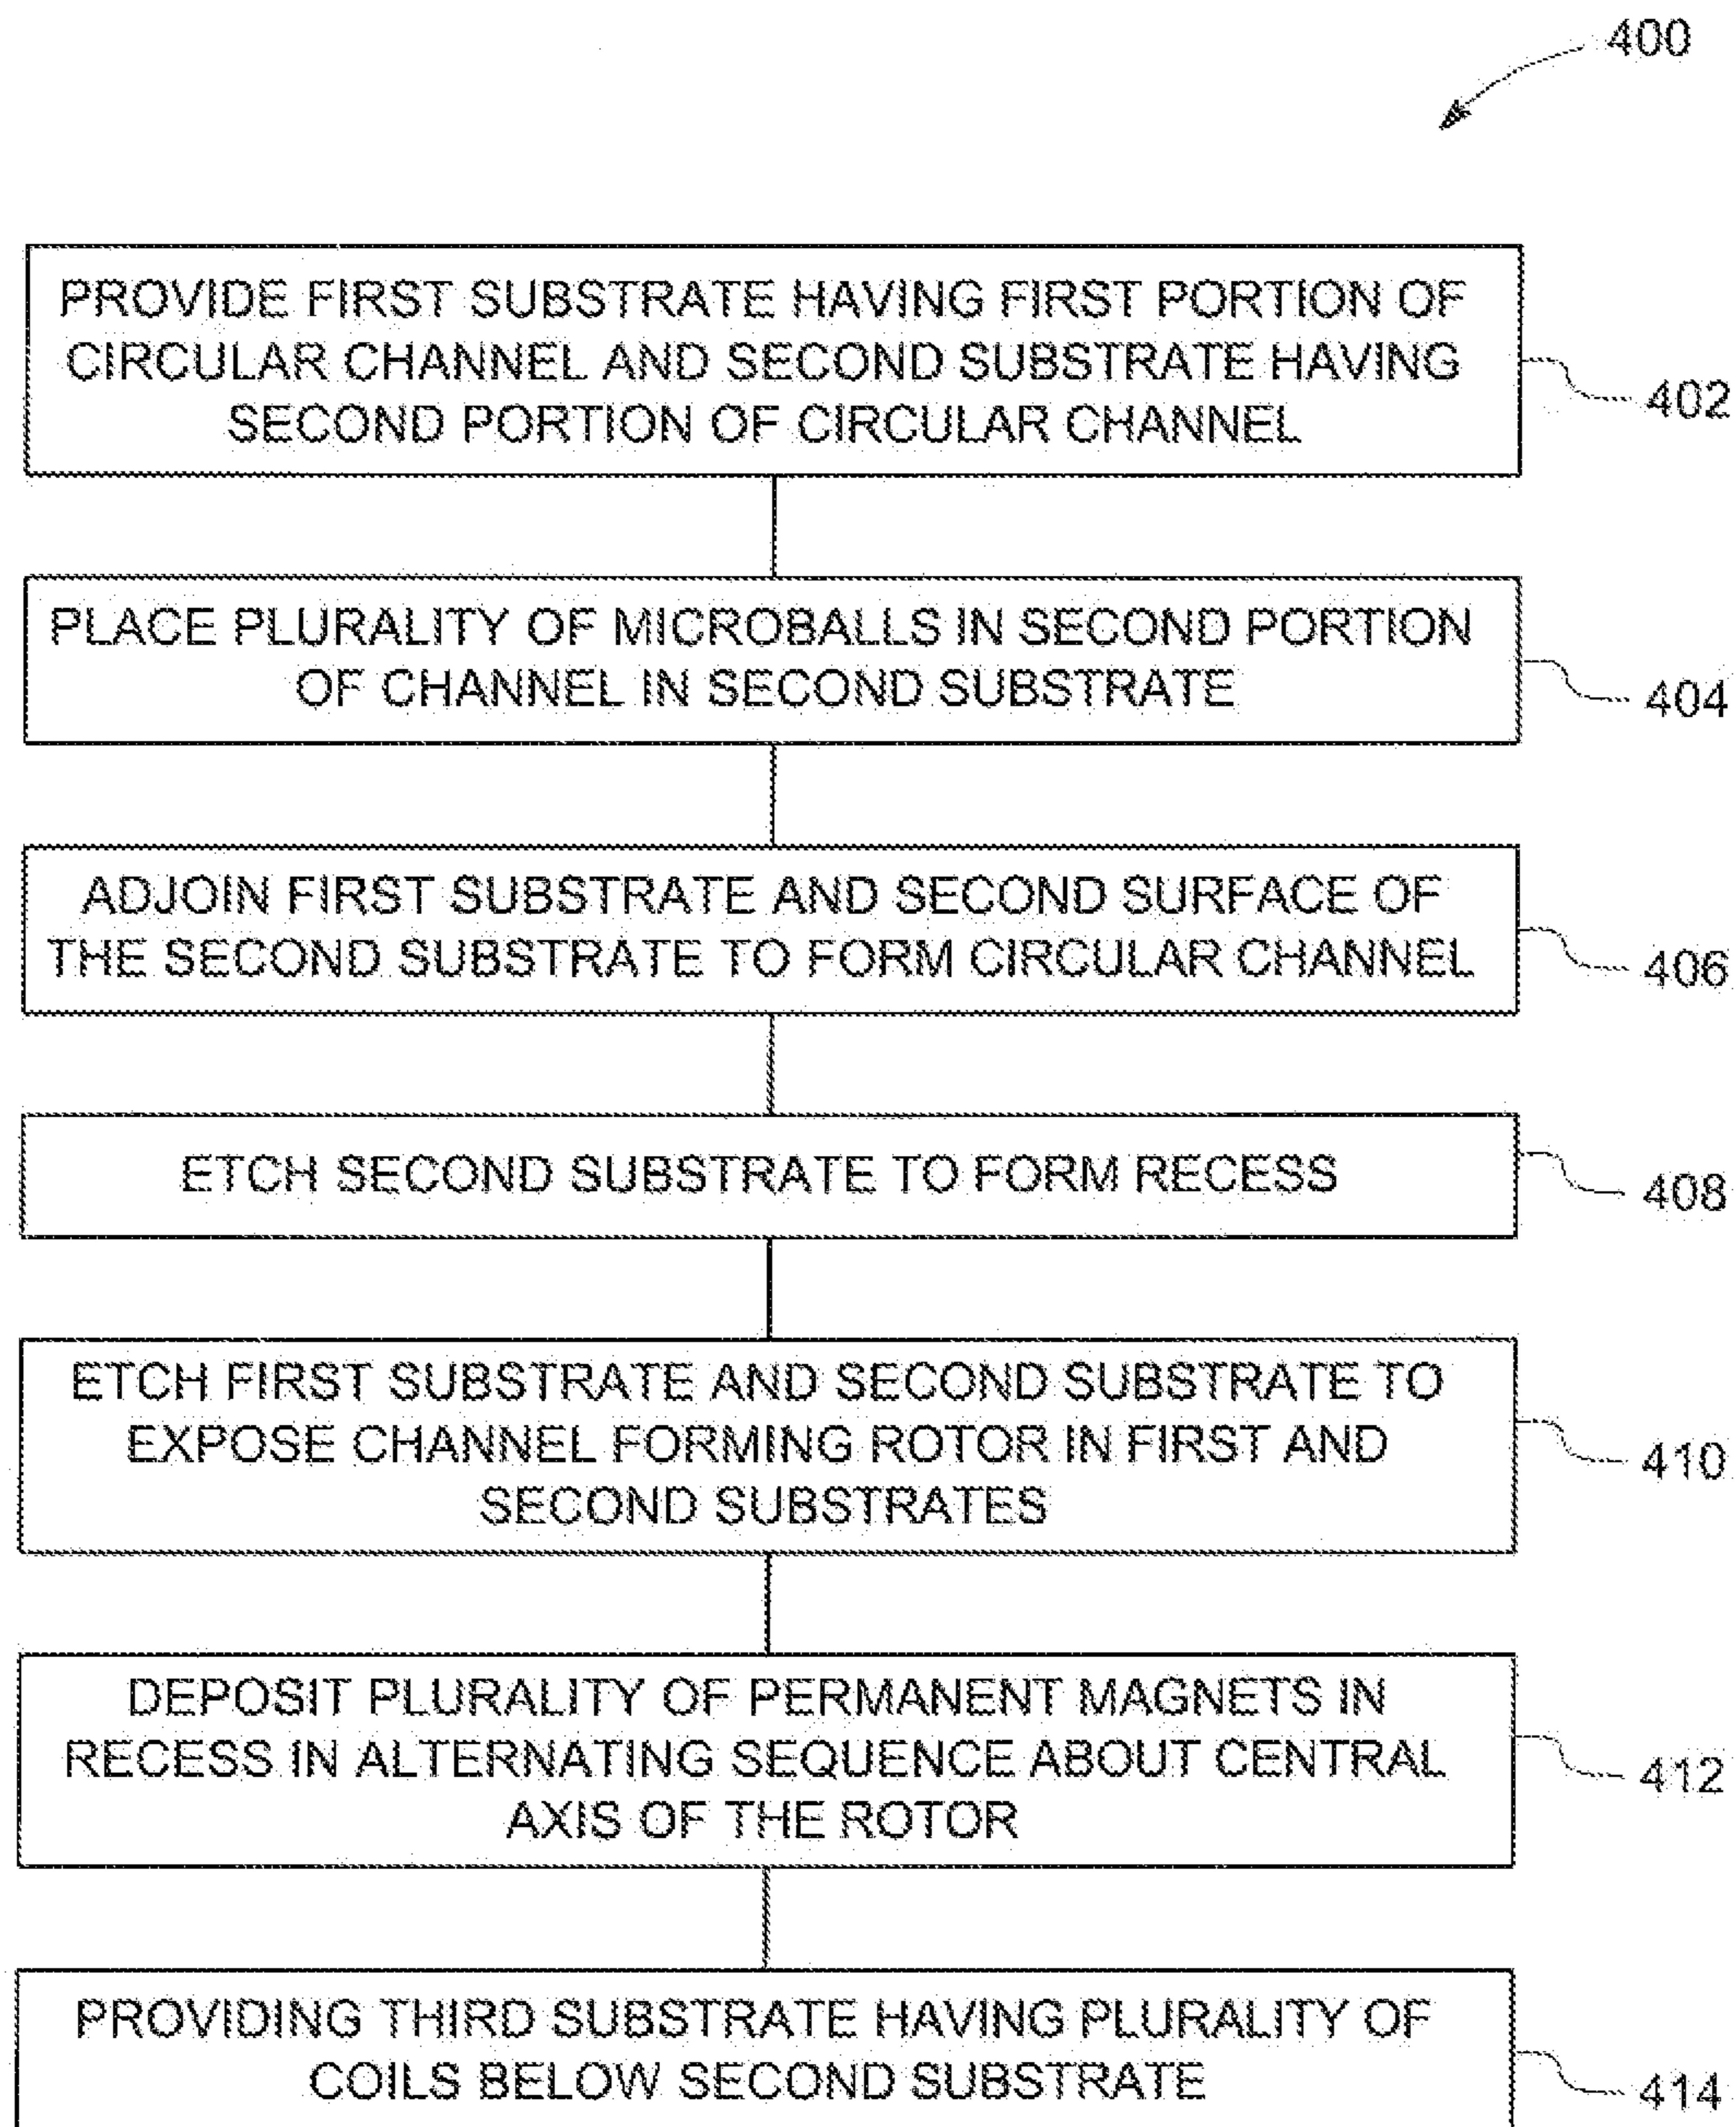 400
PROVIDE FIRST SUBSTRATE HAVING FIRST PORTION OF
CIRCULAR CHANNEL AND SECOND SUBSTRATE HAVING
SECOND PORTION OF CIRCULAR CHANNEL
402
PLACE PLURALITY OF MICROBALLS IN SECOND PORTION
OF CHANNEL IN SECOND SUBSTRATE
404
ADJOIN FIRST SUBSTRATE AND SECOND SURFACE OF
THE SECOND SUBSTRATE TO FORM CIRCULAR CHANNEL
406
ETCH SECOND SUBSTRATE TO FORM RECESS
408
ETCH FIRST SUBSTRATE AND SECOND SUBSTRATE TO
EXPOSE CHANNEL FORMING ROTOR IN FIRST AND
SECOND SUBSTRATES
410
DEPOSIT PLURALITY OF PERMANENT MAGNETS IN
RECESS IN ALTERNATING SEQUENCE ABOUT CENTRAL
AXIS OF THE ROTOR
412
PROVIDING THIRD SUBSTRATE HAVING PLURALITY OF
COILS BELOW SECOND SUBSTRATE
414